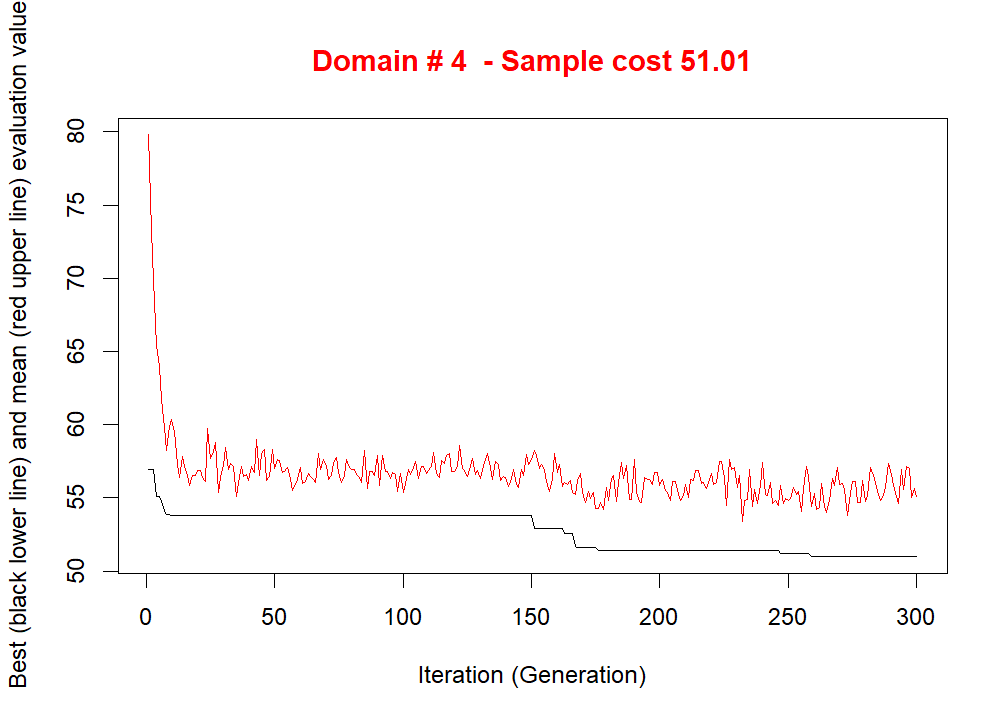 Domain # 4  - Sample cost 51.01
Best (black lower line) and mean (red upper line) evaluation value
80
75
70
65
60
55
50
0 50 100 150 200 250 300
Iteration (Generation)